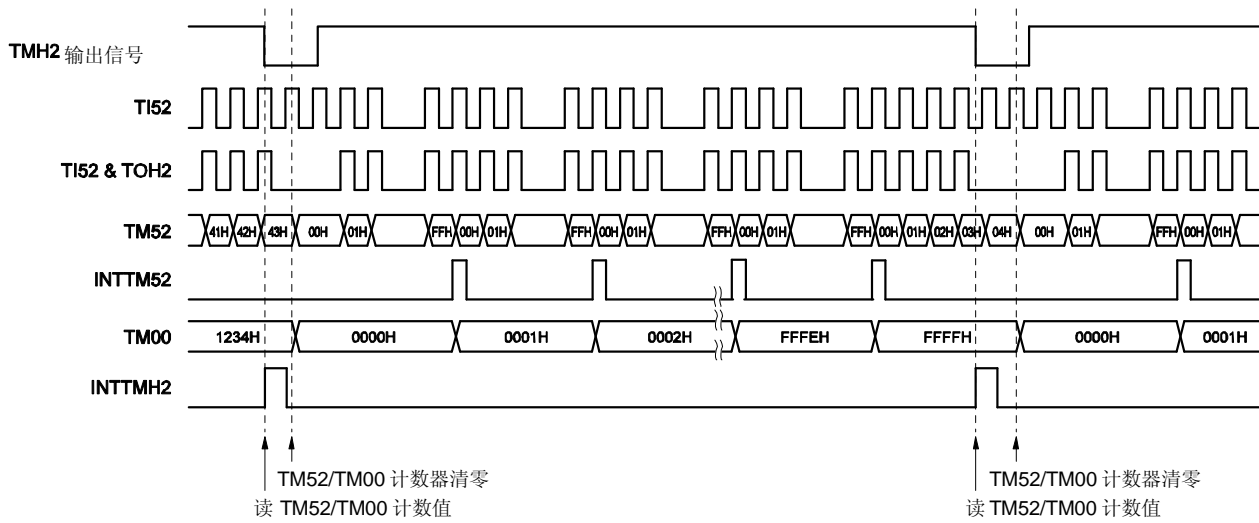 TMH2 输出信号
TI52
TI52 & TOH2
TM52 41H 42H 43H 00H 01H FFH 00H 01H FFH 00H 01H FFH 00H 01H FFH 00H 01H 02H 03H 04H 00H 01H FFH 00H 01H
INTTM52
TM00 1234H 0000H 0001H 0002H FFFEH FFFFH 0000H 0001H
INTTMH2
TM52/TM00 计数器清零 TM52/TM00 计数器清零
读 TM52/TM00 计数值 读 TM52/TM00 计数值